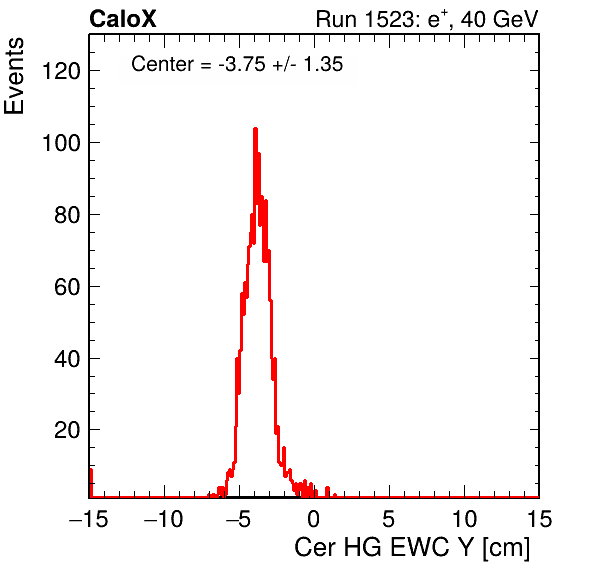 CaloX Run 1523: e⁺, 40 GeV
Center = -3.75 +/- 1.35
Events
120
100
80
60
40
20
−15 −10 −5 0 5 10 15
Cer HG EWC Y [cm]